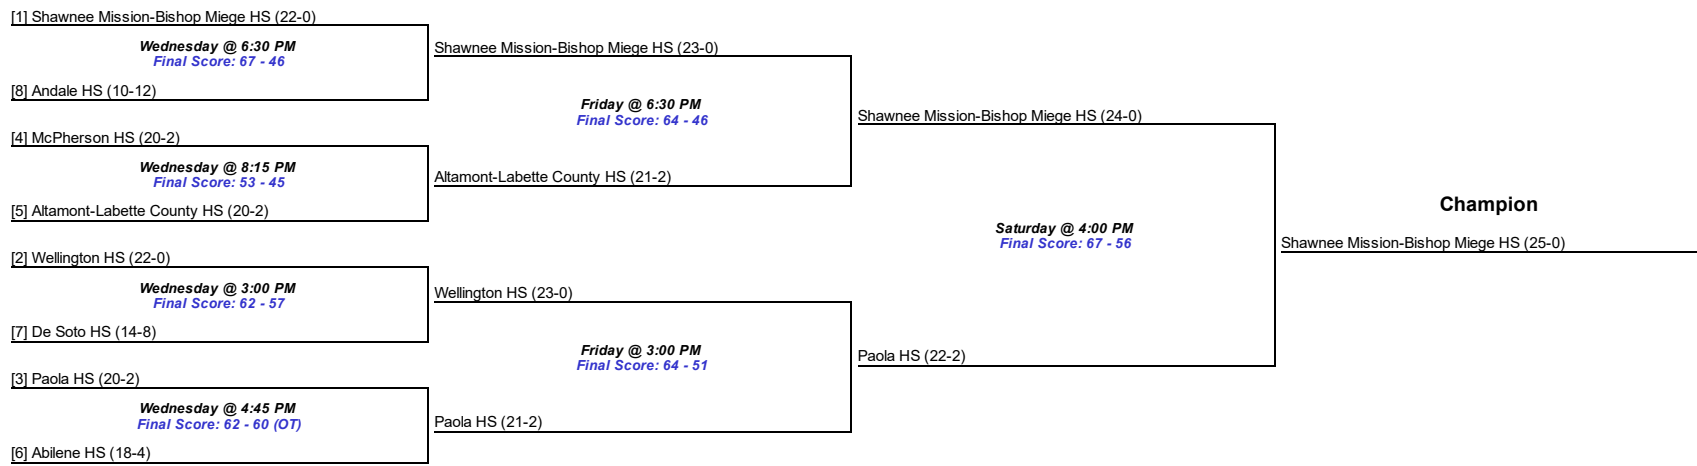 [1] Shawnee Mission-Bishop Miege HS (22-0)
Wednesday @ 6:30 PM
Final Score: 67 - 46
[8] Andale HS (10-12)
[4] McPherson HS (20-2)
Wednesday @ 8:15 PM
Final Score: 53 - 45
[5] Altamont-Labette County HS (20-2)
[2] Wellington HS (22-0)
Wednesday @ 3:00 PM
Final Score: 62 - 57
[7] De Soto HS (14-8)
[3] Paola HS (20-2)
Wednesday @ 4:45 PM
Final Score: 62 - 60 (OT)
[6] Abilene HS (18-4)
Shawnee Mission-Bishop Miege HS (23-0)
Friday @ 6:30 PM
Final Score: 64 - 46
Altamont-Labette County HS (21-2)
Wellington HS (23-0)
Friday @ 3:00 PM
Final Score: 64 - 51
Paola HS (21-2)
Shawnee Mission-Bishop Miege HS (24-0)
Saturday @ 4:00 PM
Final Score: 67 - 56
Paola HS (22-2)
Champion
Shawnee Mission-Bishop Miege HS (25-0)